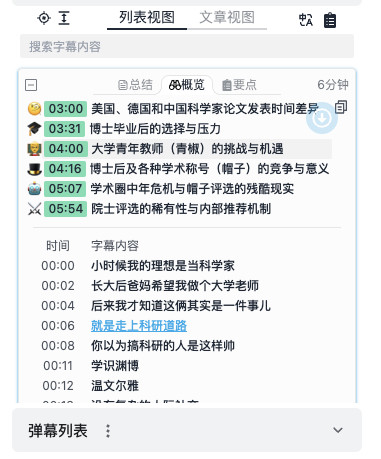 列表视图 文章视图
搜索字幕内容
总结 概览 要点 6分钟
03:00 美国、德国和中国科学家论文发表时间差异
03:31 博士毕业后的选择与压力
04:00 大学青年教师（青椒）的挑战与机遇
04:16 博士后及各种学术称号（帽子）的竞争与意义
05:07 学术圈中年危机与帽子评选的残酷现实
05:54 院士评选的稀有性与内部推荐机制
时间 字幕内容
00:00 小时候我的理想是当科学家
00:02 长大后爸妈希望我做个大学老师
00:04 后来我才知道这俩其实是一件事儿
00:06 就是走上科研道路
00:08 你以为搞科研的人是这样帅
00:11 学识渊博
00:12 温文尔雅
弹幕列表